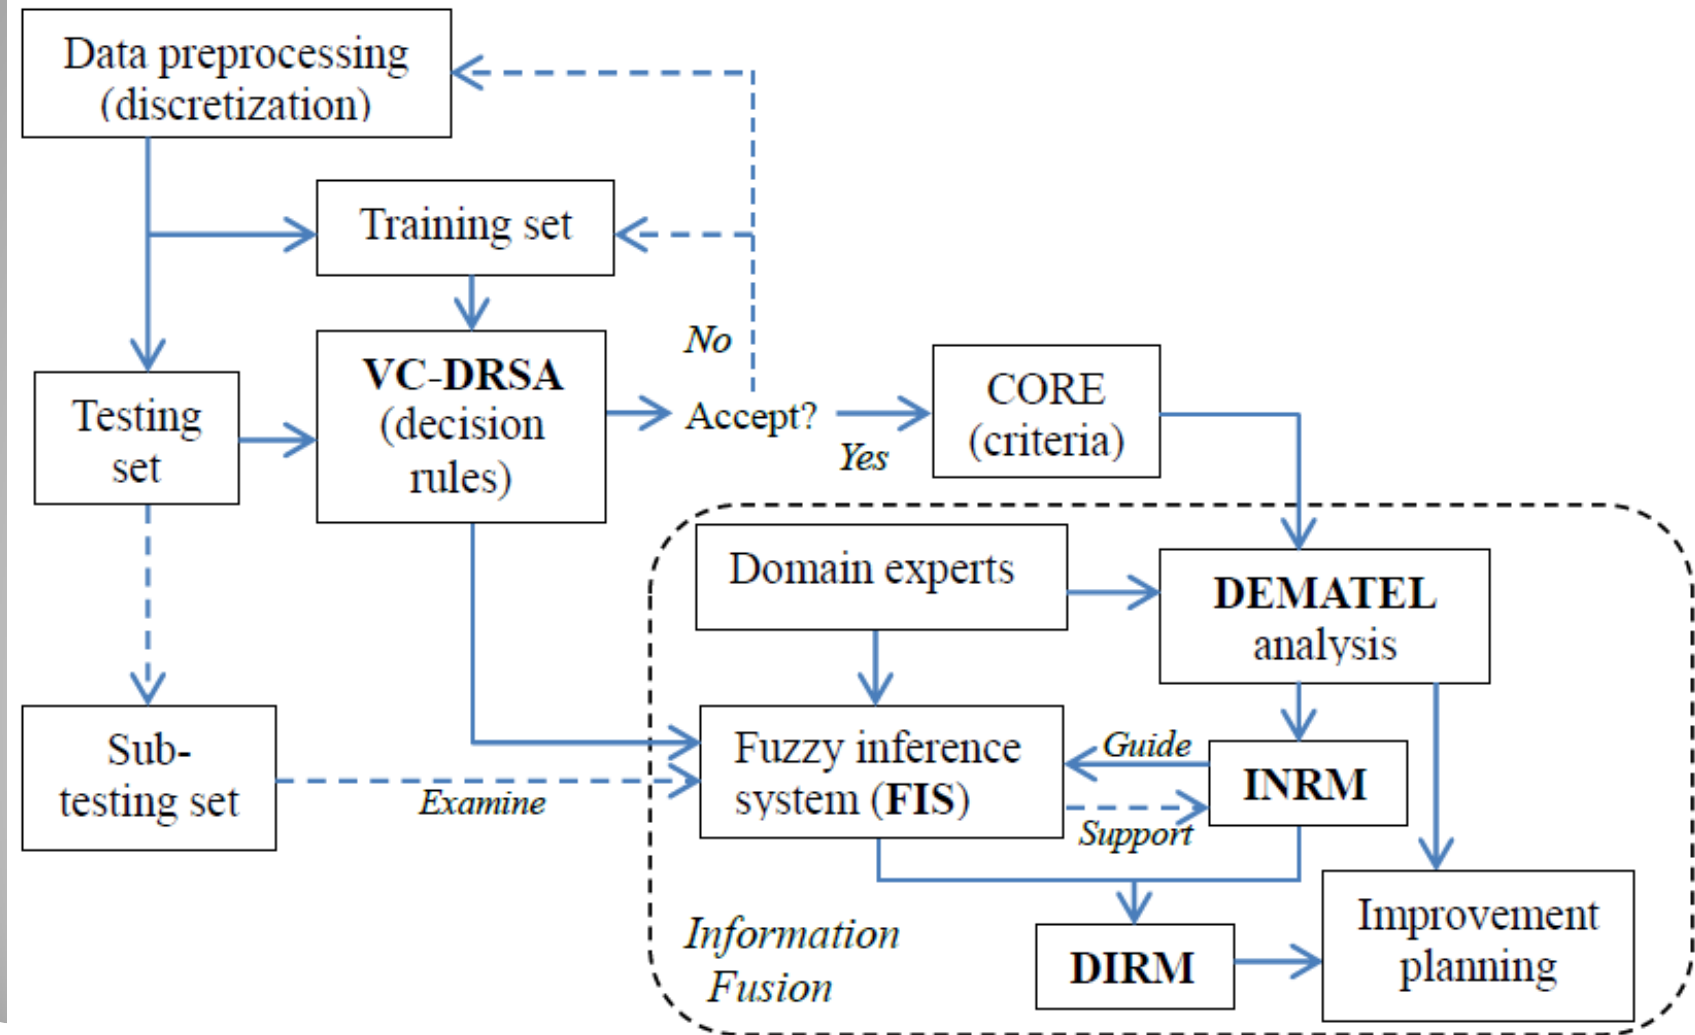 Data preprocessing
(discretization)
Training set
No
VC-DRSA
(decision
rules)
Accept?
Yes
CORE
(criteria)
Testing
set
Domain experts
DEMATEL
analysis
Sub-
testing set
Examine
Fuzzy inference
system (FIS)
Guide
Support
INRM
Information
Fusion
DIRM
Improvement
planning